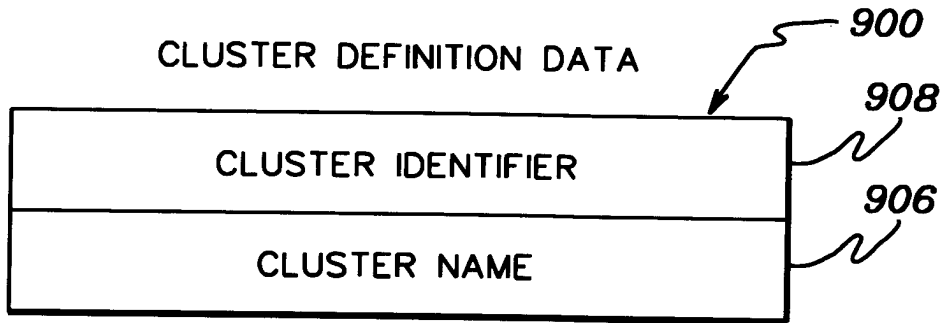 900
CLUSTER DEFINITION DATA
908
CLUSTER IDENTIFIER
906
CLUSTER NAME